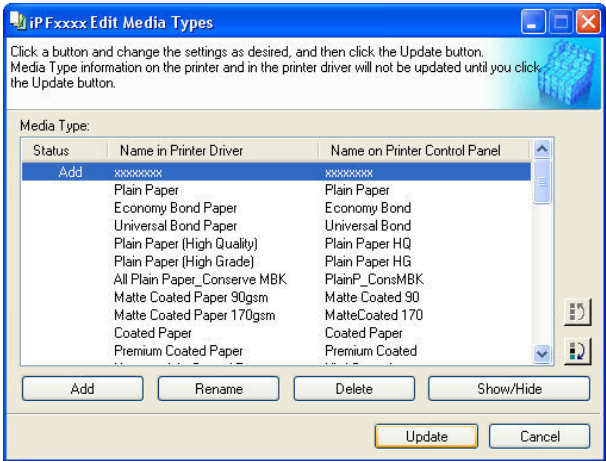 iPFxxxx Edit Media Types
Click a button and change the settings as desired, and then click the Update button.
Media Type information on the printer and in the printer driver will not be updated until you click
the Update button.
Media Type:
Status Name in Printer Driver Name on Printer Control Panel
Add xxxxxxxx xxxxxxxx
Plain Paper Plain Paper
Economy Bond Paper Economy Bond
Universal Bond Paper Universal Bond
Plain Paper (High Quality) Plain Paper HQ
Plain Paper (High Grade) Plain Paper HG
All Plain Paper_Conserve MBK PlainP_ConsMBK
Matte Coated Paper 90gsm Matte Coated 90
Matte Coated Paper 170gsm MatteCoated 170
Coated Paper Coated Paper
Premium Coated Paper Premium Coated
Add Rename Delete Show/Hide
Update Cancel